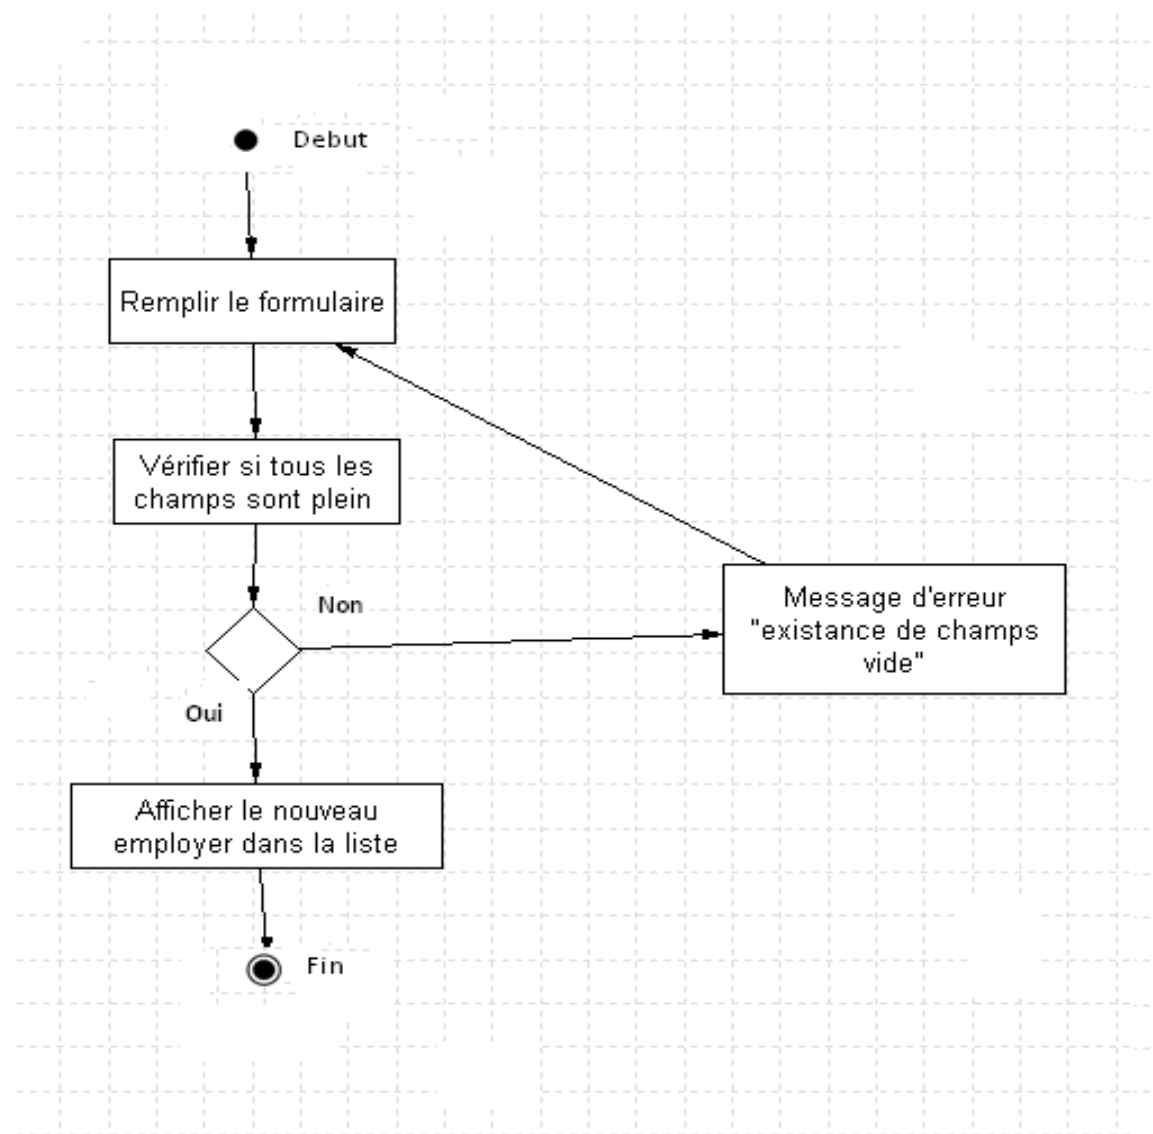 Debut
Remplir le formulaire
Vérifier si tous les
champs sont plein
Non
Message d'erreur
"existance de champs
vide"
Oui
Afficher le nouveau
employer dans la liste
Fin